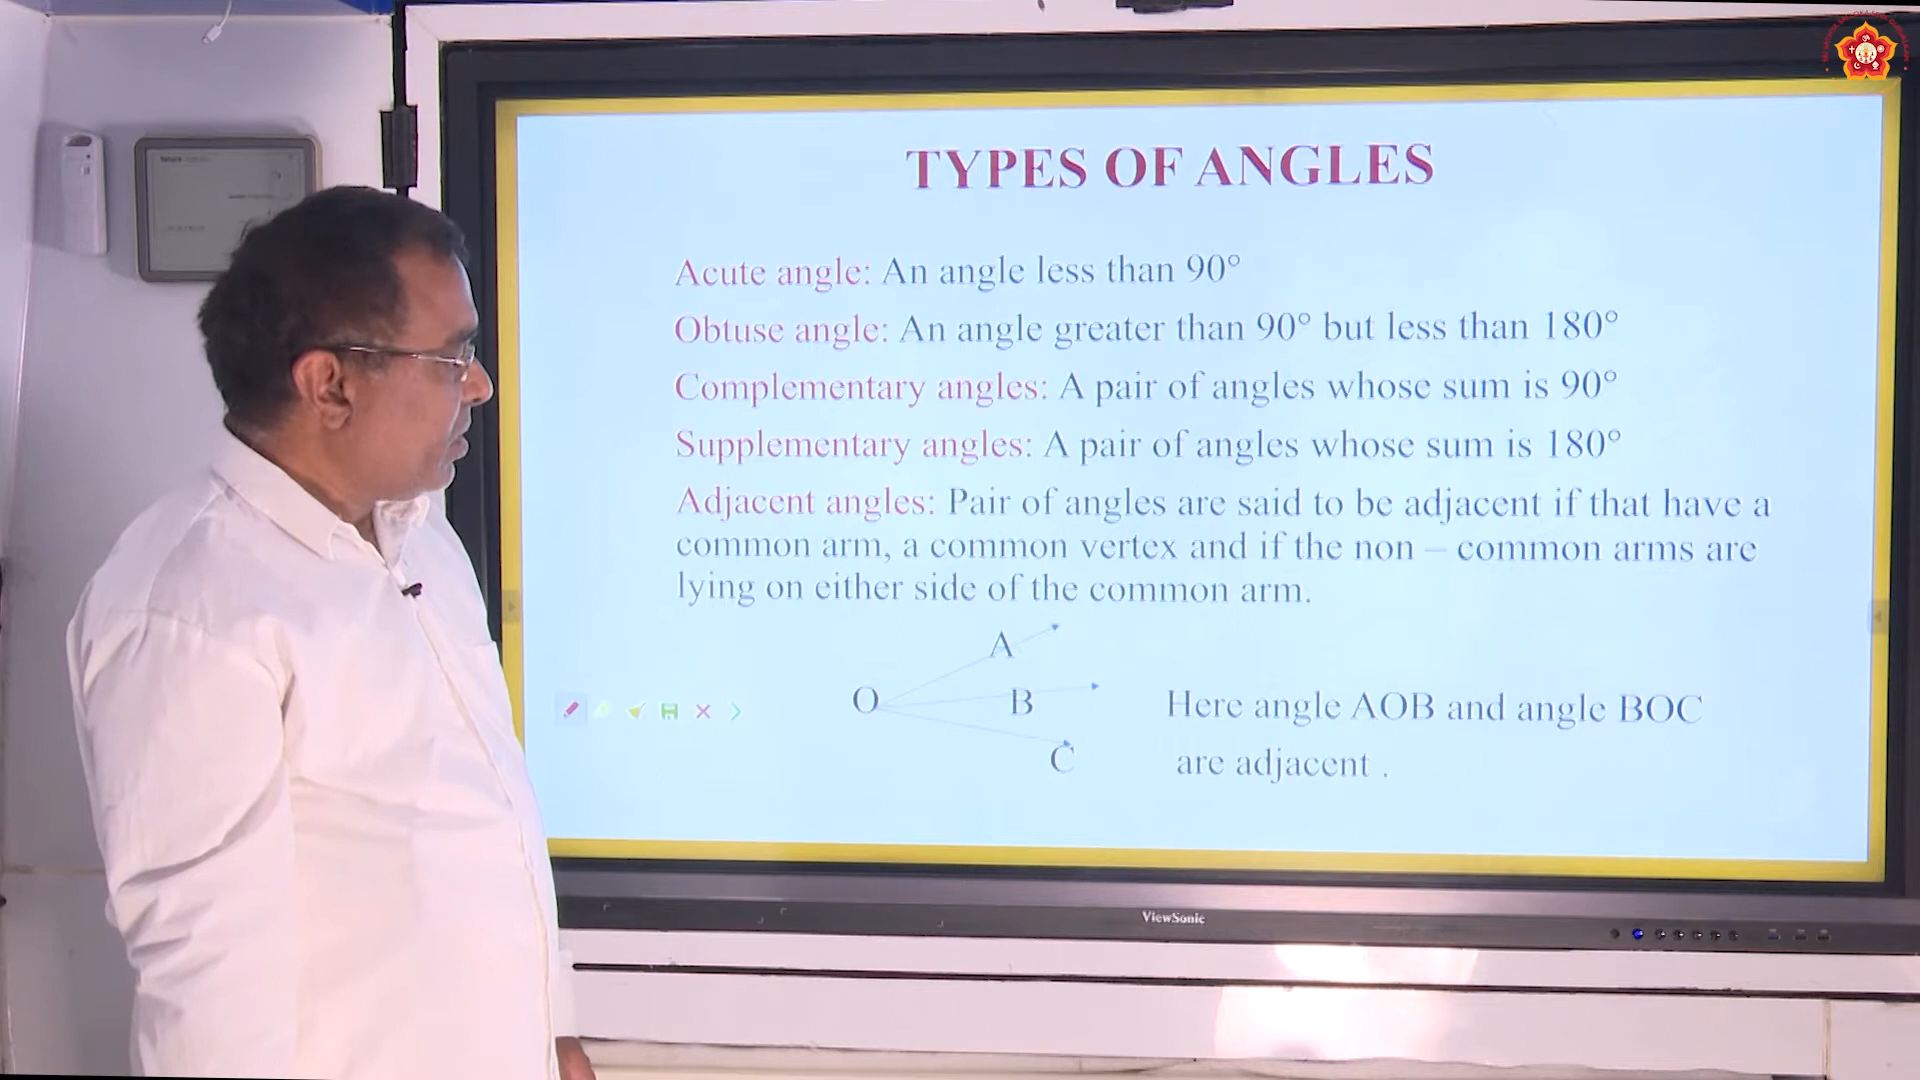 TYPES OF ANGLES
Acute angle: An angle less than 90°
Obtuse angle: An angle greater than 90° but less than 180°
Complementary angles: A pair of angles whose sum is 90°
Supplementary angles: A pair of angles whose sum is 180°
Adjacent angles: Pair of angles are said to be adjacent if that have a
common arm, a common vertex and if the non – common arms are
lying on either side of the common arm.
A
O
B
C
Here angle AOB and angle BOC
are adjacent .
ViewSonic